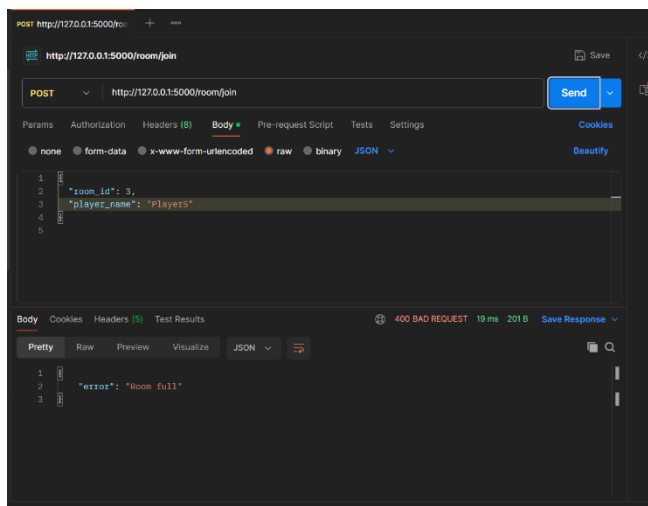 POST http://127.0.0.1:5000/roo
http://127.0.0.1:5000/room/join
Save
POST http://127.0.0.1:5000/room/join Send
Params Authorization Headers (8) Body Pre-request Script Tests Settings Cookies
none form-data x-www-form-urlencoded raw binary JSON Beautify
1 {
2 "room_id": 3,
3 "player_name": "Player5"
4 }
5
Body Cookies Headers (5) Test Results 400 BAD REQUEST 19 ms 201 B Save Response
Pretty Raw Preview Visualize JSON
1 {
2 "error": "Room full"
3 }